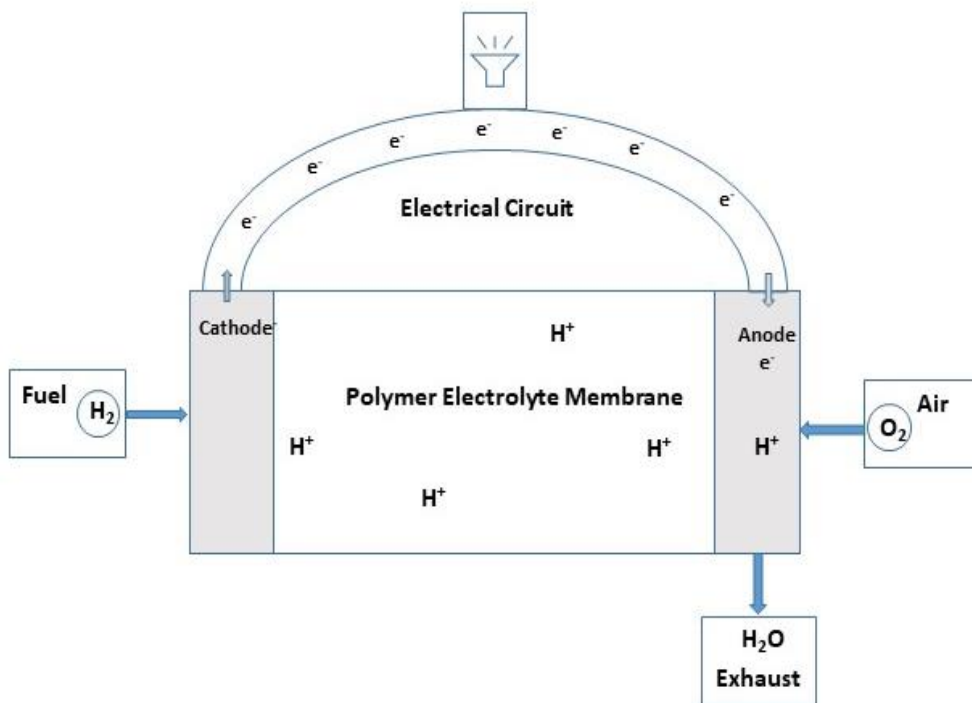 e⁻
e⁻
e⁻
e⁻
e⁻
e⁻
e⁻
Electrical Circuit
Cathode⁻
Anode
e⁻
H⁺
Fuel
H₂
Polymer Electrolyte Membrane
Air
O₂
H⁺
H⁺
H⁺
H⁺
H₂O
Exhaust